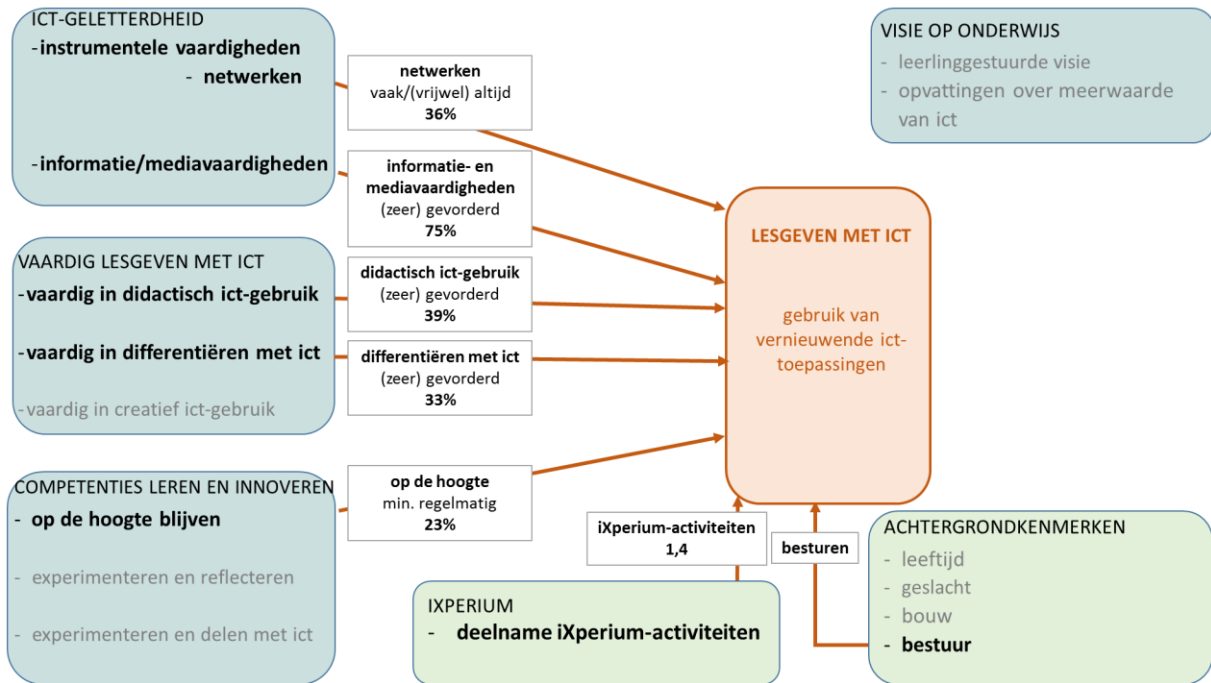 ICT-GELETTERDHEID
-instrumentele vaardigheden
- netwerken
-informatie/mediavaardigheden
VAARDIG LESGEVEN MET ICT
-vaardig in didactisch ict-gebruik
-vaardig in differentiëren met ict
-vaardig in creatief ict-gebruik
COMPETENTIES LEREN EN INNOVEREN
- op de hoogte blijven
- experimenteren en reflecteren
- experimenteren en delen met ict
netwerken
vaak/(vrijwel) altijd
36%
informatie- en
mediavaardigheden
(zeer) gevorderd
75%
didactisch ict-gebruik
(zeer) gevorderd
39%
differentiëren met ict
(zeer) gevorderd
33%
op de hoogte
min. regelmatig
23%
VISIE OP ONDERWIJS
- leerlinggestuurde visie
- opvattingen over meerwaarde
van ict
LESGEVEN MET ICT
gebruik van
vernieuwende ict-
toepassingen
iXperium-activiteiten
1,4
besturen
IXPERIUM
- deelname iXperium-activiteiten
ACHTERGRONDKENMERKEN
- leeftijd
- geslacht
- bouw
- bestuur